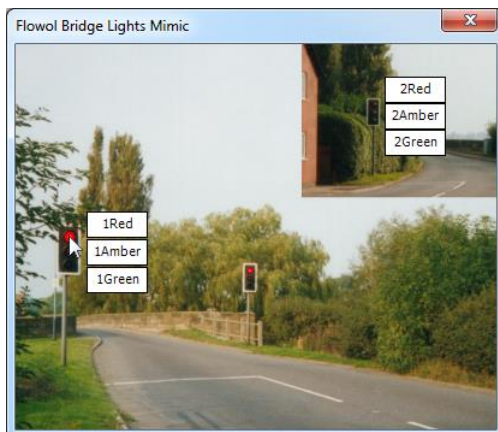 Flowol Bridge Lights Mimic
2Red
2Amber
2Green
1Red
1Amber
1Green